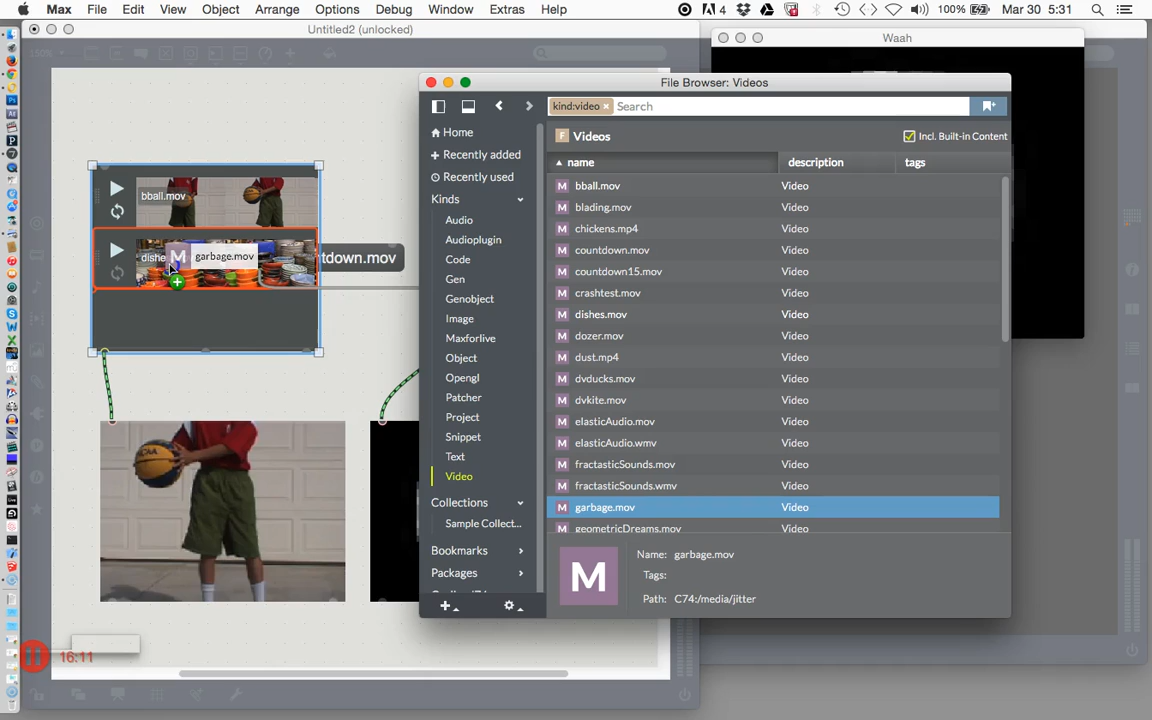 Max File Edit View Object Arrange Options Debug Window Extras Help
4 100% Mar 30 5:31
Untitled2 (unlocked)
Waah
File Browser: Videos
kind:video × Search
Home
Recently added
Recently used
Kinds
Audio
Audioplugin
Code
Gen
Genobject
Image
Maxforlive
Object
Opengl
Patcher
Project
Snippet
Text
Video
Collections
Sample Collect...
Bookmarks
Packages
F Videos
Incl. Built-in Content
name description tags
M bball.mov Video
M blading.mov Video
M chickens.mp4 Video
M countdown.mov Video
M countdown15.mov Video
M crashtest.mov Video
M dishes.mov Video
M dozer.mov Video
M dust.mp4 Video
M dvducks.mov Video
M dvkite.mov Video
M elasticAudio.mov Video
M elasticAudio.wmv Video
M fractasticSounds.mov Video
M fractasticSounds.wmv Video
M garbage.mov Video
M geometricDreams.mov Video
M
Name: garbage.mov
Tags:
Path: C74:/media/jitter
bball.mov
dishe M garbage.mov
tdown.mov
16:11